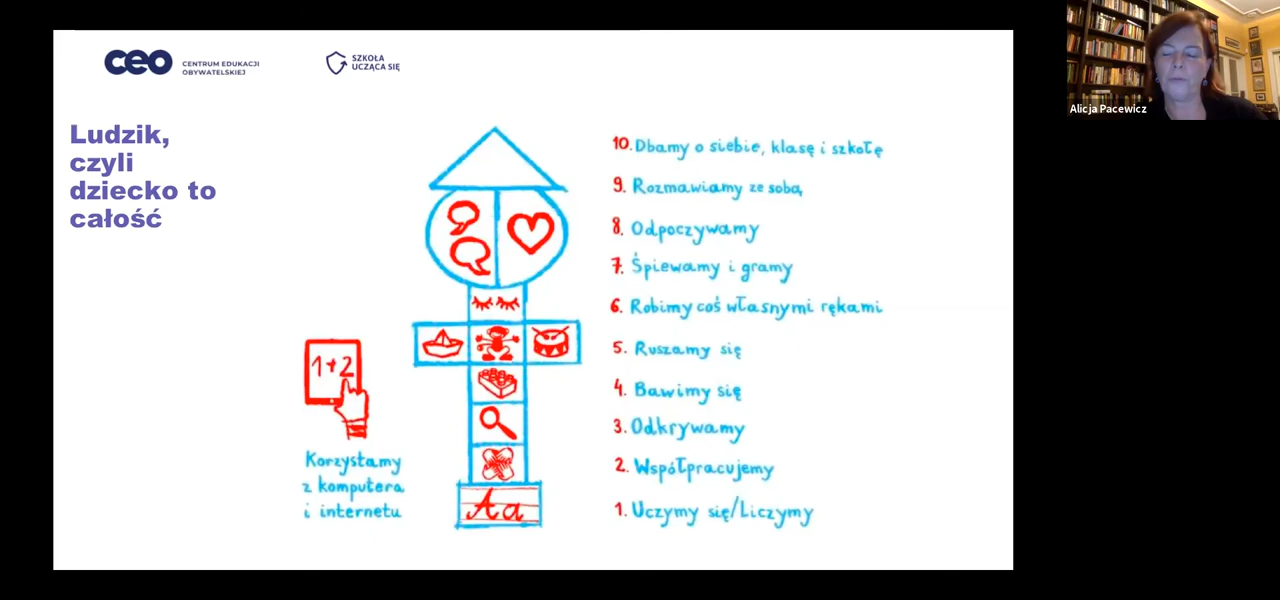 ceo
CENTRUM EDUKACJI
OBYWATELSKIEJ
SZKOŁA
UCZĄCA SIĘ
Alicja Pacewicz
Ludzik,
czyli
dziecko to
całość
10. Dbamy o siebie, klasę i szkołę
9. Rozmawiamy ze sobą
8. Odpoczywamy
7. Śpiewamy i gramy
6. Robimy coś własnymi rękami
5. Ruszamy się
4. Bawimy się
3. Odkrywamy
2. Współpracujemy
1. Uczymy się/Liczymy
1+2
Korzystamy
z komputera
i internetu
Aa